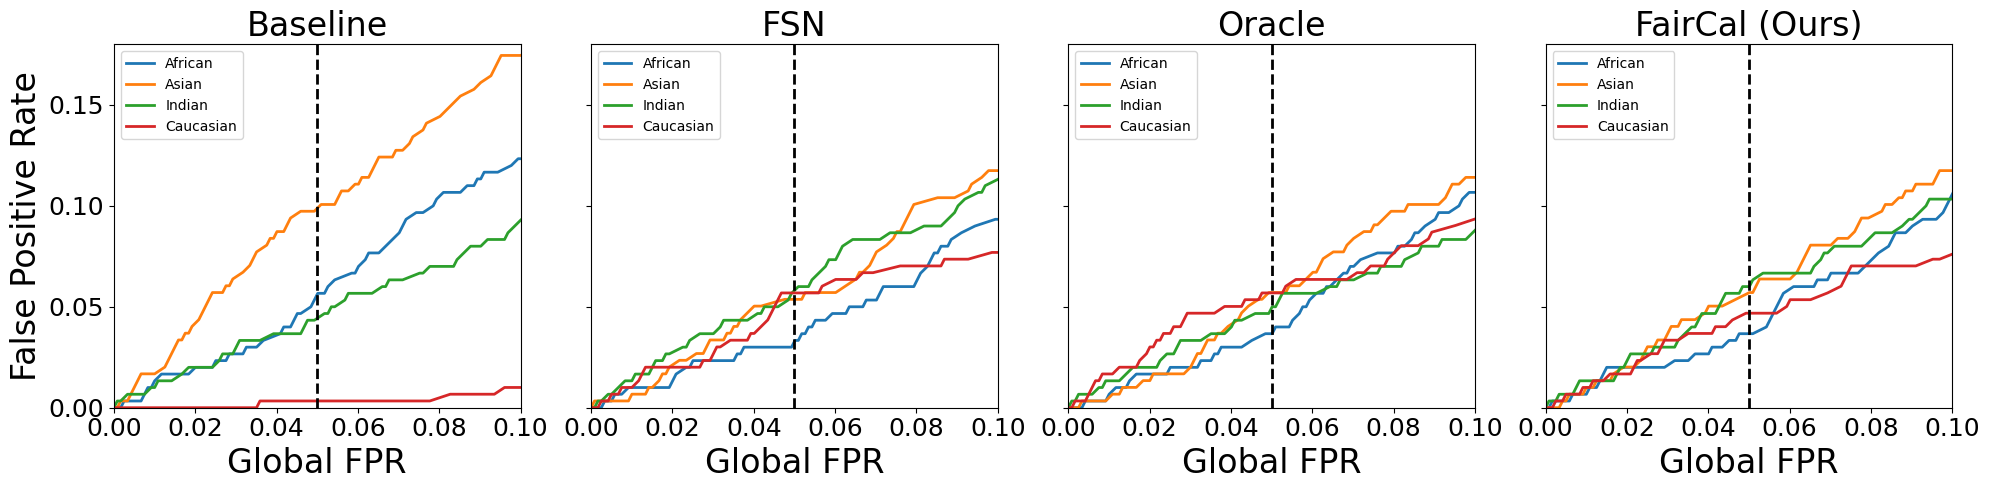 Baseline
FSN
Oracle
FairCal (Ours)
False Positive Rate
0.15
0.10
0.05
0.00
African
Asian
Indian
Caucasian
African
Asian
Indian
Caucasian
African
Asian
Indian
Caucasian
African
Asian
Indian
Caucasian
0.00 0.02 0.04 0.06 0.08 0.10
0.00 0.02 0.04 0.06 0.08 0.10
0.00 0.02 0.04 0.06 0.08 0.10
0.00 0.02 0.04 0.06 0.08 0.10
Global FPR
Global FPR
Global FPR
Global FPR